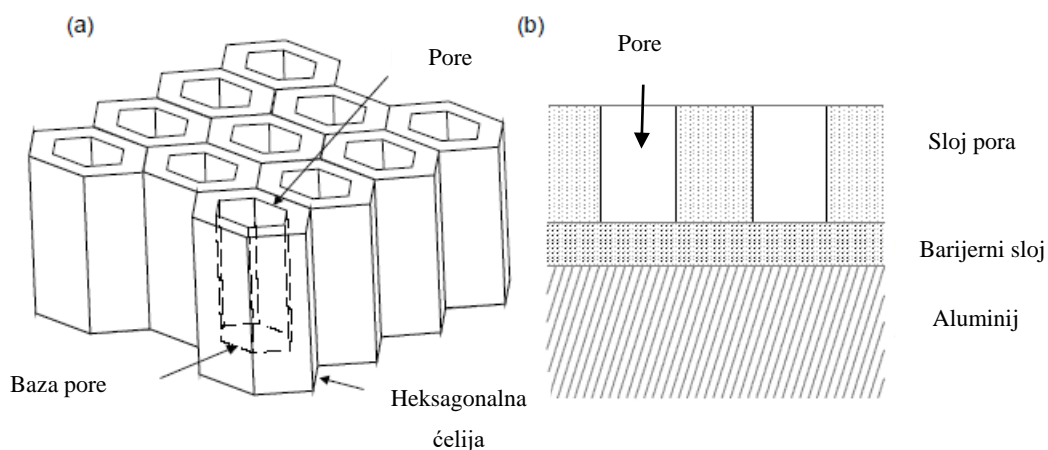 (a)
Pore
Baza pore
Heksagonalna
ćelija
(b)
Pore
Sloj pora
Barijerni sloj
Aluminij